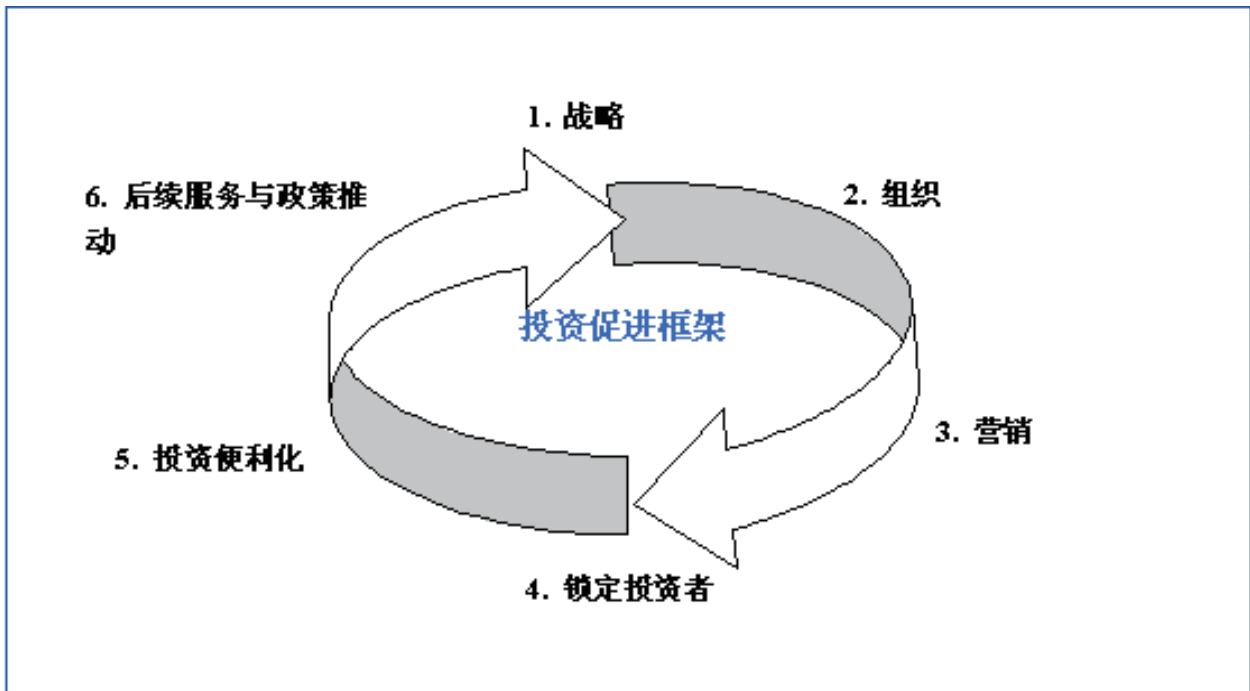 1. 战略
2. 组织
3. 营销
4. 锁定投资者
5. 投资便利化
6. 后续服务与政策推
动
投资促进框架